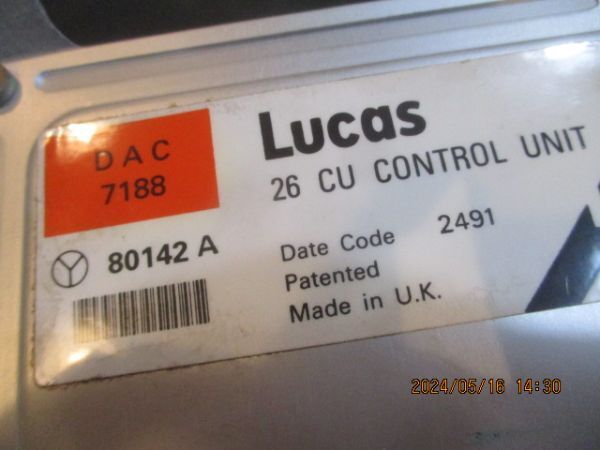 DAC
7188
Lucas
26 CU CONTROL UNIT
80142 A
Date Code 2491
Patented
Made in U.K.
2024/05/16 14:30